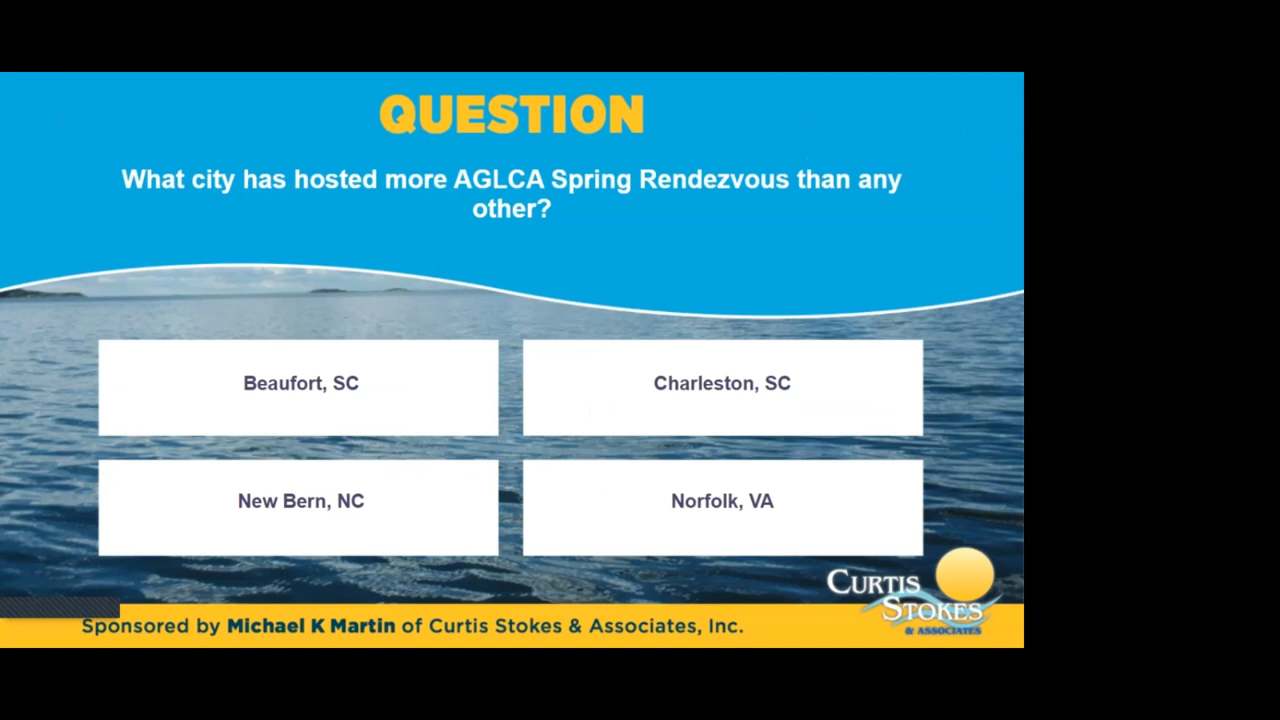 QUESTION
What city has hosted more AGLCA Spring Rendezvous than any
other?
Beaufort, SC
Charleston, SC
New Bern, NC
Norfolk, VA
CURTIS
STOKES
& ASSOCIATES
Sponsored by Michael K Martin of Curtis Stokes & Associates, Inc.